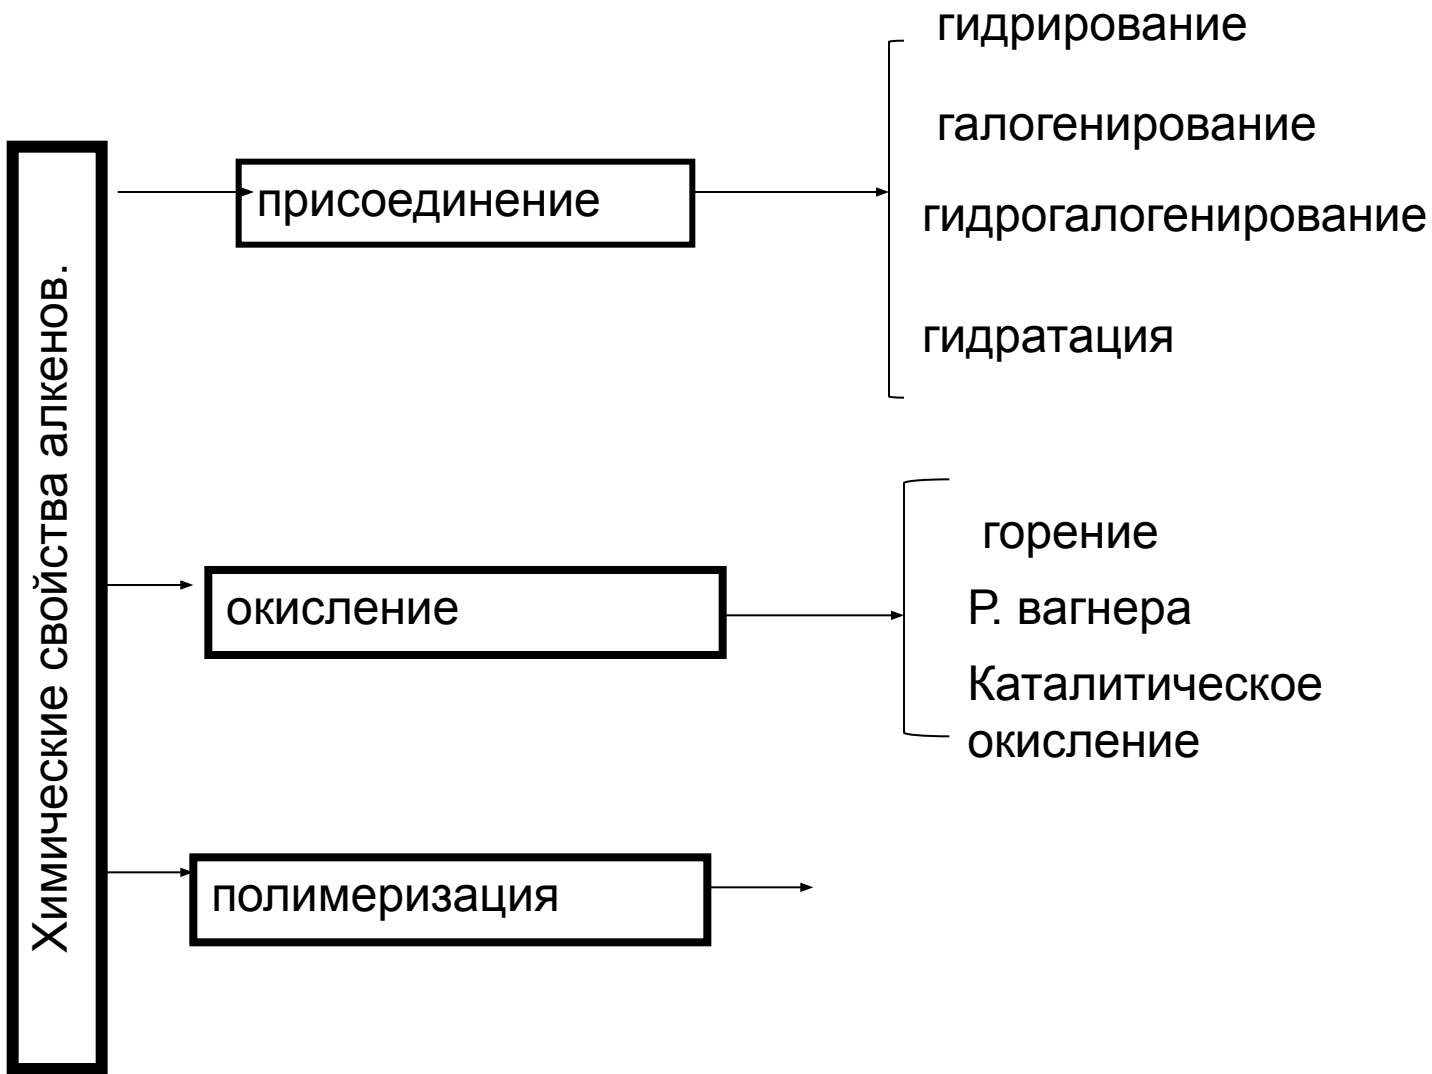 Химические свойства алкенов.
присоединение
гидрирование
галогенирование
гидрогалогенирование
гидратация
окисление
горение
Р. вагнера
Каталитическое
окисление
полимеризация